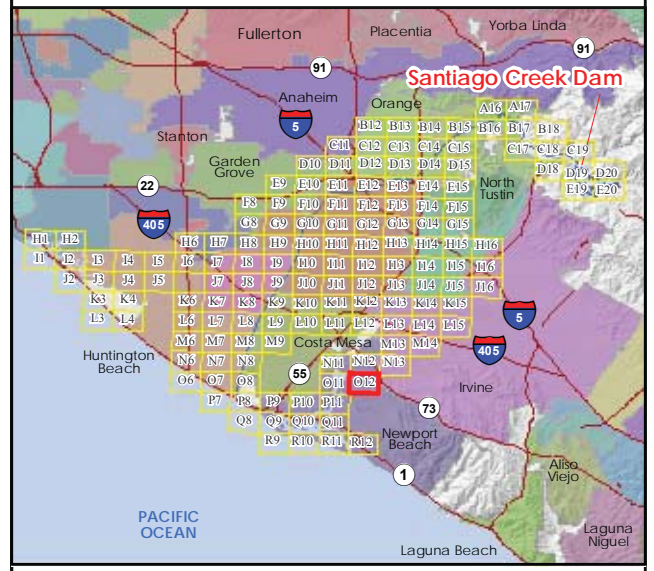 Yorba Linda
Placentia
Fullerton
91
91
Santiago Creek Dam
Anaheim
Orange
A16 A17
5
B12 B13 B14 B15 B16 B17 B18
Stanton
C11 C12 C13 C14 C15 C17 C18 C19
Garden
Grove
D10 D11 D12 D13 D14 D15 D18 D19 D20
22
E9 E10 E11 E12 E13 E14 E15 E19 E20
North
Tustin
F8 F9 F10 F11 F12 F13 F14 F15
405
G8 G9 G10 G11 G12 G13 G14 G15
H1 H2 H6 H7 H8 H9 H10 H11 H12 H13 H14 H15 H16
I1 I2 I3 I4 I5 I6 I7 I8 I9 I10 I11 I12 I13 I14 I15 I16
J2 J3 J4 J5 J7 J8 J9 J10 J11 J12 J13 J14 J15 J16
K3 K4 K6 K7 K8 K9 K10 K11 K12 K13 K14 K15
5
L3 L4 L6 L7 L8 L9 L10 L11 L12 L13 L14 L15
M6 M7 M8 M9 Costa Mesa M13 M14
405
Huntington
Beach
N6 N7 N8 N11 N12 N13
55
O6 O7 O8 O11 O12
Irvine
P7 P8 P9 P10 P11
73
Q8 Q9 Q10 Q11
Newport
Beach
R9 R10 R11 R12
1
Aliso
Viejo
PACIFIC
OCEAN
Laguna
Niguel
Laguna Beach